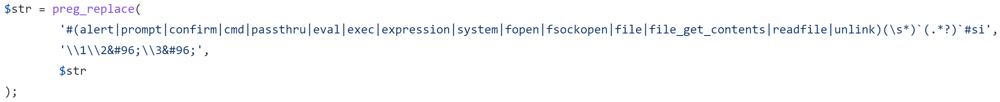 $str = preg_replace(
        '#(alert|prompt|confirm|cmd|passthru|eval|exec|expression|system|fopen|fsockopen|file|file_get_contents|readfile|unlink)(\s*)`(.*?)`#si',
        '\\1\\2&#96;\\3&#96;',
        $str
);